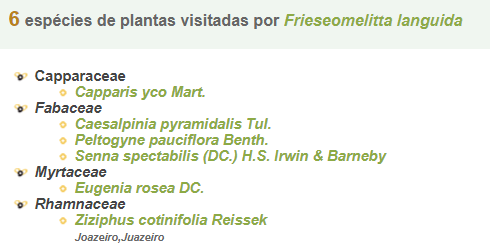 6 espécies de plantas visitadas por Frieseomelitta languida
Capparaceae
Capparis yco Mart.
Fabaceae
Caesalpinia pyramidalis Tul.
Peltogyne pauciflora Benth.
Senna spectabilis (DC.) H.S. Irwin & Barneby
Myrtaceae
Eugenia rosea DC.
Rhamnaceae
Ziziphus cotinifolia Reissek
Joazeiro,Juazeiro